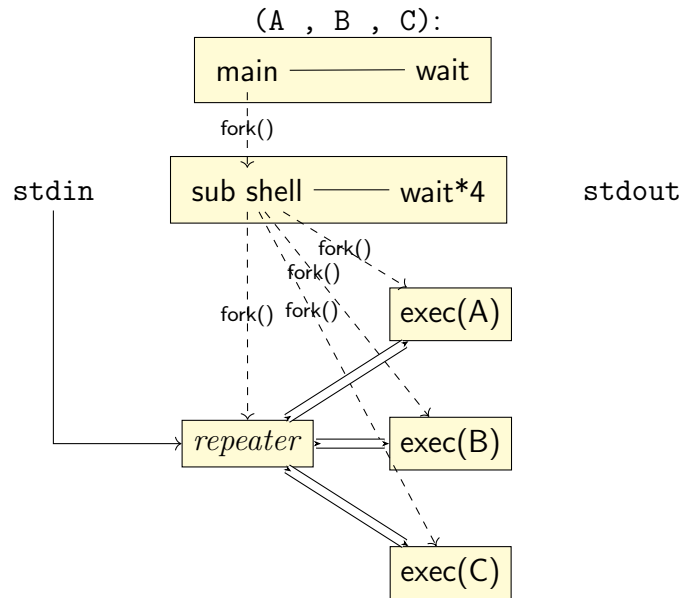 (A , B , C):
main wait
fork()
stdin sub shell wait*4 stdout
fork()
fork()
fork() fork()
exec(A)
repeater exec(B)
exec(C)